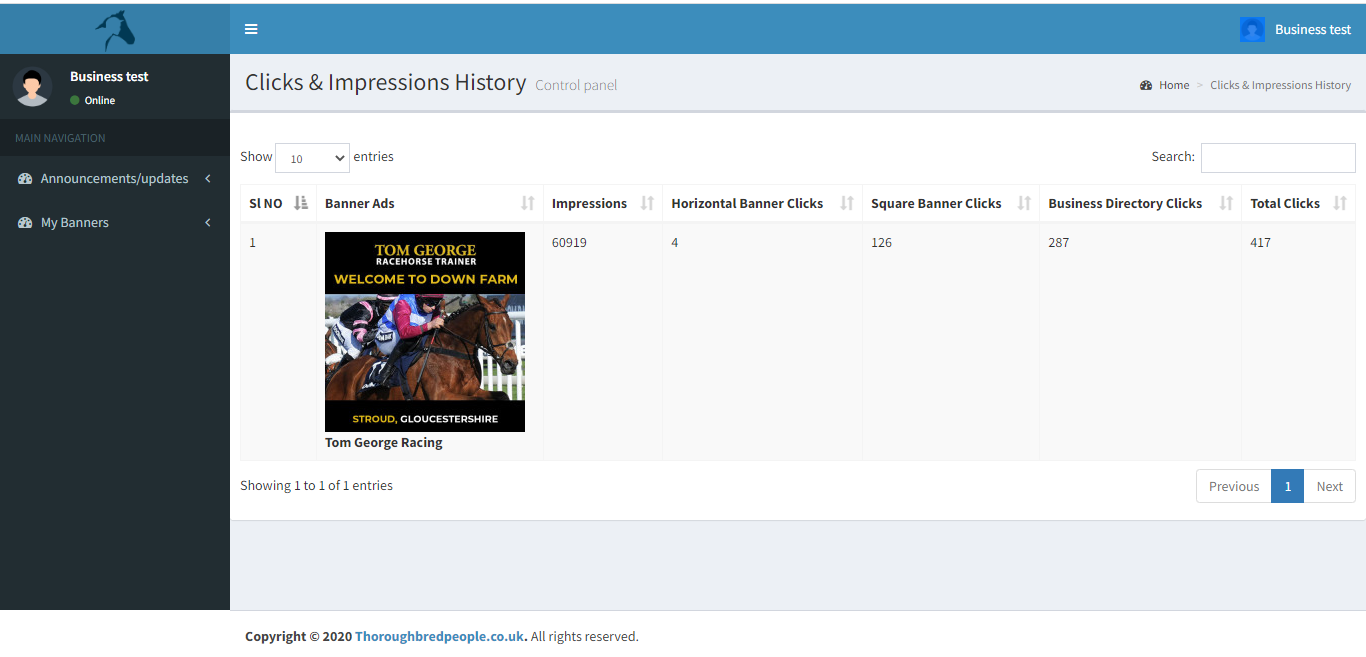 Business test
Business test
Online
MAIN NAVIGATION
Announcements/updates
My Banners
Clicks & Impressions History Control panel
Home > Clicks & Impressions History
Show 10 entries
Search:
Sl NO Banner Ads Impressions Horizontal Banner Clicks Square Banner Clicks Business Directory Clicks Total Clicks
1 60919 4 126 287 417
TOM GEORGE
RACEHORSE TRAINER
WELCOME TO DOWN FARM
STROUD, GLOUCESTERSHIRE
Tom George Racing
Showing 1 to 1 of 1 entries
Previous 1 Next
Copyright © 2020 Thoroughbredpeople.co.uk. All rights reserved.